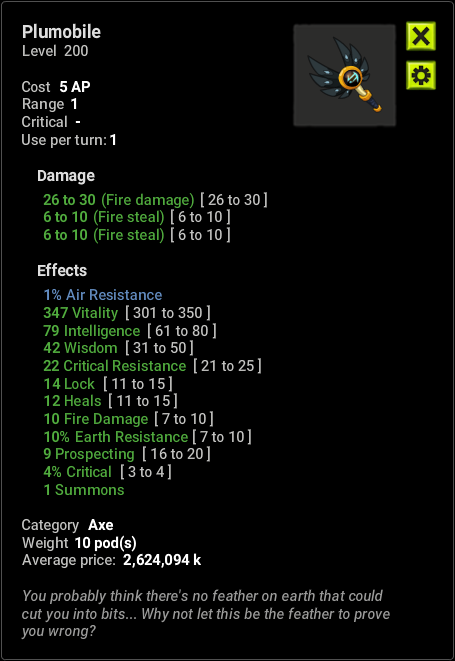 Plumobile
Level 200
Cost 5 AP
Range 1
Critical -
Use per turn: 1
Damage
26 to 30 (Fire damage) [ 26 to 30 ]
6 to 10 (Fire steal) [ 6 to 10 ]
6 to 10 (Fire steal) [ 6 to 10 ]
Effects
1% Air Resistance
347 Vitality [ 301 to 350 ]
79 Intelligence [ 61 to 80 ]
42 Wisdom [ 31 to 50 ]
22 Critical Resistance [ 21 to 25 ]
14 Lock [ 11 to 15 ]
12 Heals [ 11 to 15 ]
10 Fire Damage [ 7 to 10 ]
10% Earth Resistance [ 7 to 10 ]
9 Prospecting [ 16 to 20 ]
4% Critical [ 3 to 4 ]
1 Summons
Category Axe
Weight 10 pod(s)
Average price: 2,624,094 k
You probably think there's no feather on earth that could
cut you into bits... Why not let this be the feather to prove
you wrong?